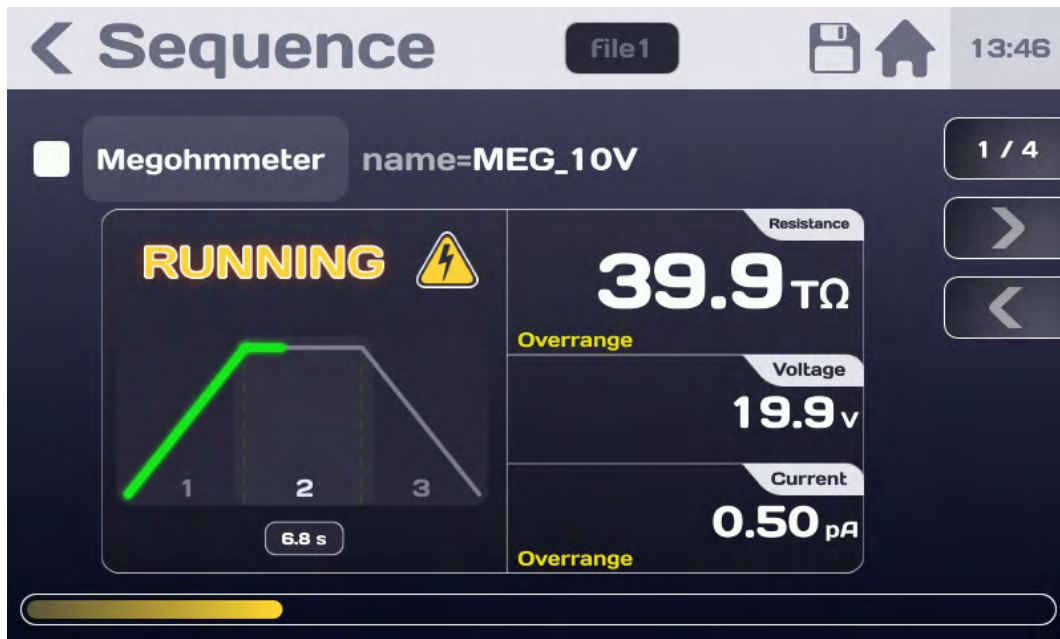 Sequence
File1
13:46
Megohmmeter
name=MEG_10V
1 / 4
RUNNING
Resistance
39.9 TΩ
Overrange
Voltage
19.9 V
Current
0.50 pA
Overrange
1
2
3
6.8 s